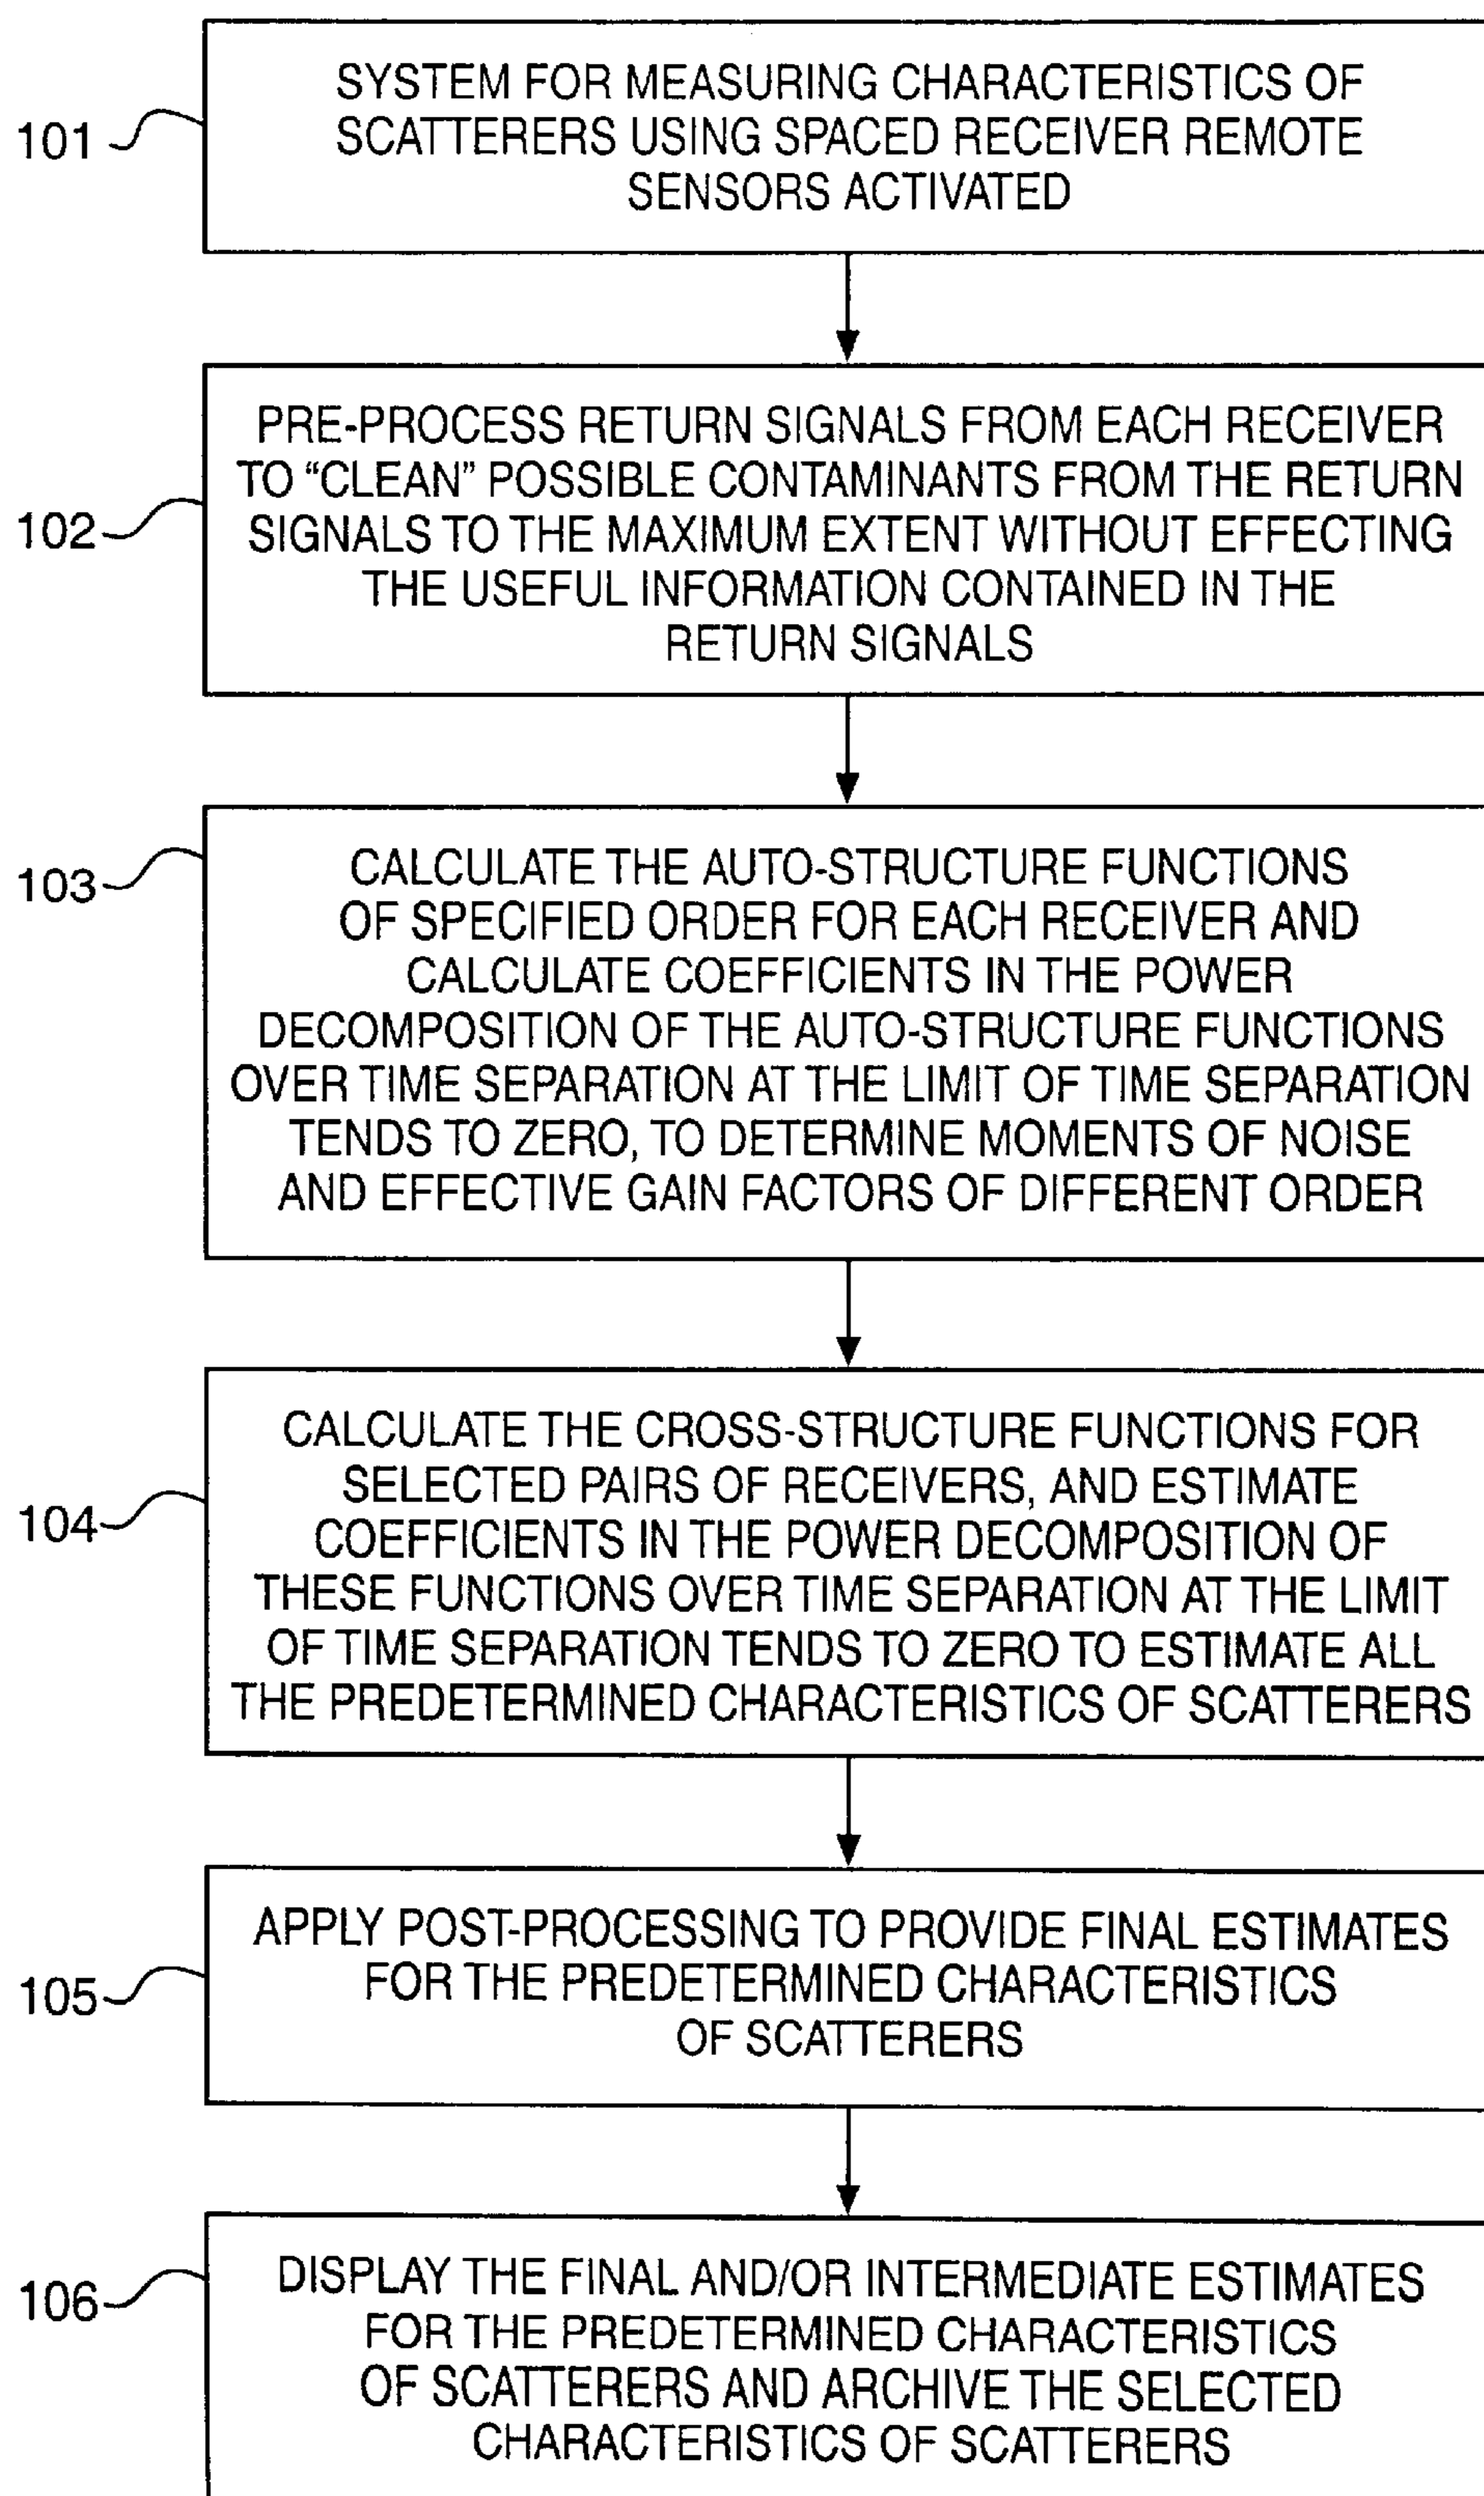 SYSTEM FOR MEASURING CHARACTERISTICS OF
SCATTERERS USING SPACED RECEIVER REMOTE
SENSORS ACTIVATED
101
PRE-PROCESS RETURN SIGNALS FROM EACH RECEIVER
TO “CLEAN” POSSIBLE CONTAMINANTS FROM THE RETURN
SIGNALS TO THE MAXIMUM EXTENT WITHOUT EFFECTING
THE USEFUL INFORMATION CONTAINED IN THE
RETURN SIGNALS
102
CALCULATE THE AUTO-STRUCTURE FUNCTIONS
OF SPECIFIED ORDER FOR EACH RECEIVER AND
CALCULATE COEFFICIENTS IN THE POWER
DECOMPOSITION OF THE AUTO-STRUCTURE FUNCTIONS
OVER TIME SEPARATION AT THE LIMIT OF TIME SEPARATION
TENDS TO ZERO, TO DETERMINE MOMENTS OF NOISE
AND EFFECTIVE GAIN FACTORS OF DIFFERENT ORDER
103
CALCULATE THE CROSS-STRUCTURE FUNCTIONS FOR
SELECTED PAIRS OF RECEIVERS, AND ESTIMATE
COEFFICIENTS IN THE POWER DECOMPOSITION OF
THESE FUNCTIONS OVER TIME SEPARATION AT THE LIMIT
OF TIME SEPARATION TENDS TO ZERO TO ESTIMATE ALL
THE PREDETERMINED CHARACTERISTICS OF SCATTERERS
104
APPLY POST-PROCESSING TO PROVIDE FINAL ESTIMATES
FOR THE PREDETERMINED CHARACTERISTICS
OF SCATTERERS
105
DISPLAY THE FINAL AND/OR INTERMEDIATE ESTIMATES
FOR THE PREDETERMINED CHARACTERISTICS
OF SCATTERERS AND ARCHIVE THE SELECTED
CHARACTERISTICS OF SCATTERERS
106